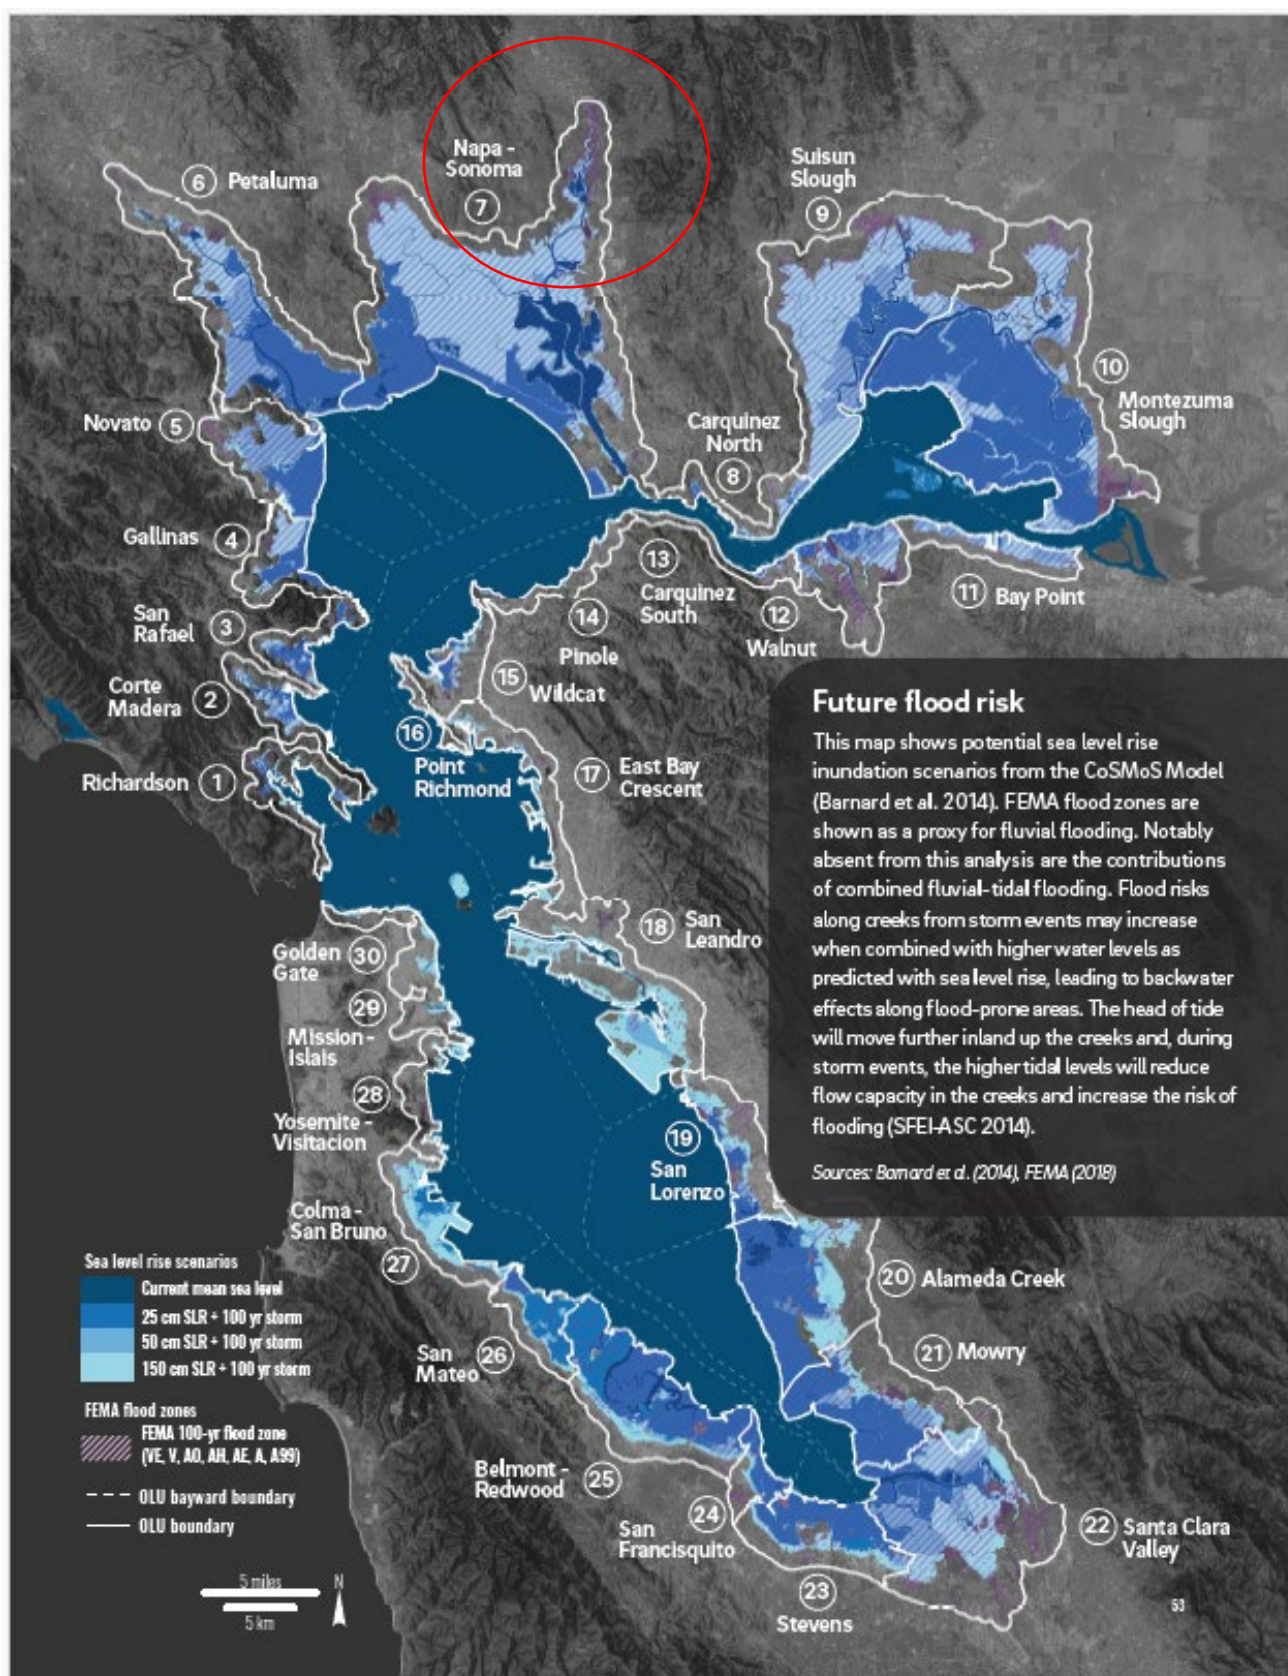 Napa -
Sonoma
7
6 Petaluma
Suisun
Slough
9
10
Montezuma
Slough
Novato 5
Carquinez
North
8
Gallinas 4
13
Carquinez
South
11 Bay Point
12
Walnut
San
Rafael 3
14
Pinole
15
Wildcat
Corte
Madera 2
16
Point
Richmond
Richardson 1
17 East Bay
Crescent
18 San
Leandro
Golden
Gate 30
29
Mission -
Islais
28
Yosemite -
Visitacion
19
San
Lorenzo
Colma -
San Bruno
27
20 Alameda Creek
21 Mowry
San
Mateo 26
Belmont -
Redwood 25
24
San
Francisquito
22 Santa Clara
Valley
23
Stevens
Future flood risk
This map shows potential sea level rise
inundation scenarios from the CoSMoS Model
(Barnard et al. 2014). FEMA flood zones are
shown as a proxy for fluvial flooding. Notably
absent from this analysis are the contributions
of combined fluvial-tidal flooding. Flood risks
along creeks from storm events may increase
when combined with higher water levels as
predicted with sea level rise, leading to backwater
effects along flood-prone areas. The head of tide
will move further inland up the creeks and, during
storm events, the higher tidal levels will reduce
flow capacity in the creeks and increase the risk of
flooding (SFEI-ASC 2014).
Sources: Barnard et al. (2014), FEMA (2018)
Sea level rise scenarios
Current mean sea level
25 cm SLR + 100 yr storm
50 cm SLR + 100 yr storm
150 cm SLR + 100 yr storm
FEMA flood zones
FEMA 100-yr flood zone
(VE, V, AO, AH, AE, A, A99)
OLU bayward boundary
OLU boundary
5 miles
5 km
N
53